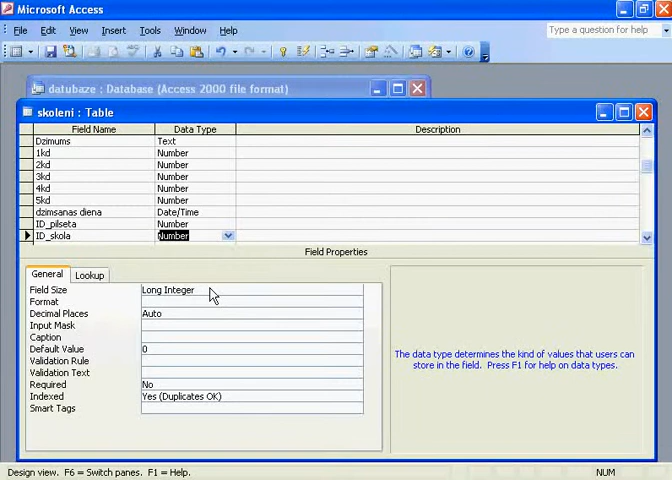 Microsoft Access
File Edit View Insert Tools Window Help Type a question for help
datubaze : Database (Access 2000 file format)
skoleni : Table
Field Name Data Type Description
Dzimums Text
1kd Number
2kd Number
3kd Number
4kd Number
5kd Number
dzimsanas diena Date/Time
ID_pilseta Number
ID_skola Number
Field Properties
General Lookup
Field Size Long Integer
Format
Decimal Places Auto
Input Mask
Caption
Default Value 0
Validation Rule
Validation Text
Required No
Indexed Yes (Duplicates OK)
Smart Tags
The data type determines the kind of values that users can
store in the field. Press F1 for help on data types.
Design view. F6 = Switch panes. F1 = Help. NUM